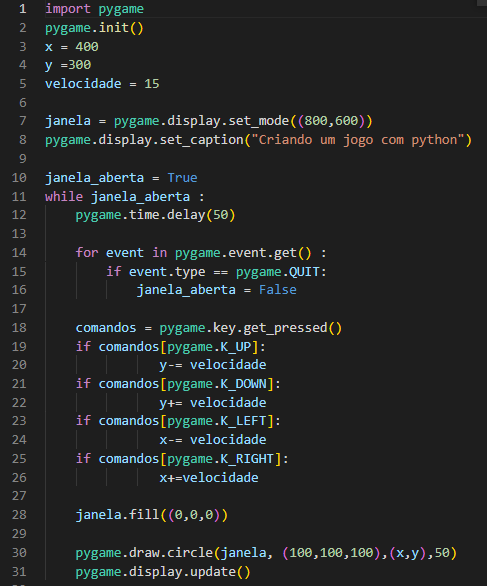 1 import pygame
2 pygame.init()
3 x = 400
4 y =300
5 velocidade = 15
6
7 janela = pygame.display.set_mode((800,600))
8 pygame.display.set_caption("Criando um jogo com python")
9
10 janela_aberta = True
11 while janela_aberta :
12     pygame.time.delay(50)
13
14     for event in pygame.event.get() :
15         if event.type == pygame.QUIT:
16             janela_aberta = False
17
18     comandos = pygame.key.get_pressed()
19     if comandos[pygame.K_UP]:
20                y-= velocidade
21     if comandos[pygame.K_DOWN]:
22                y+= velocidade
23     if comandos[pygame.K_LEFT]:
24                x-= velocidade
25     if comandos[pygame.K_RIGHT]:
26                x+=velocidade
27
28     janela.fill((0,0,0))
29
30     pygame.draw.circle(janela, (100,100,100),(x,y),50)
31     pygame.display.update()